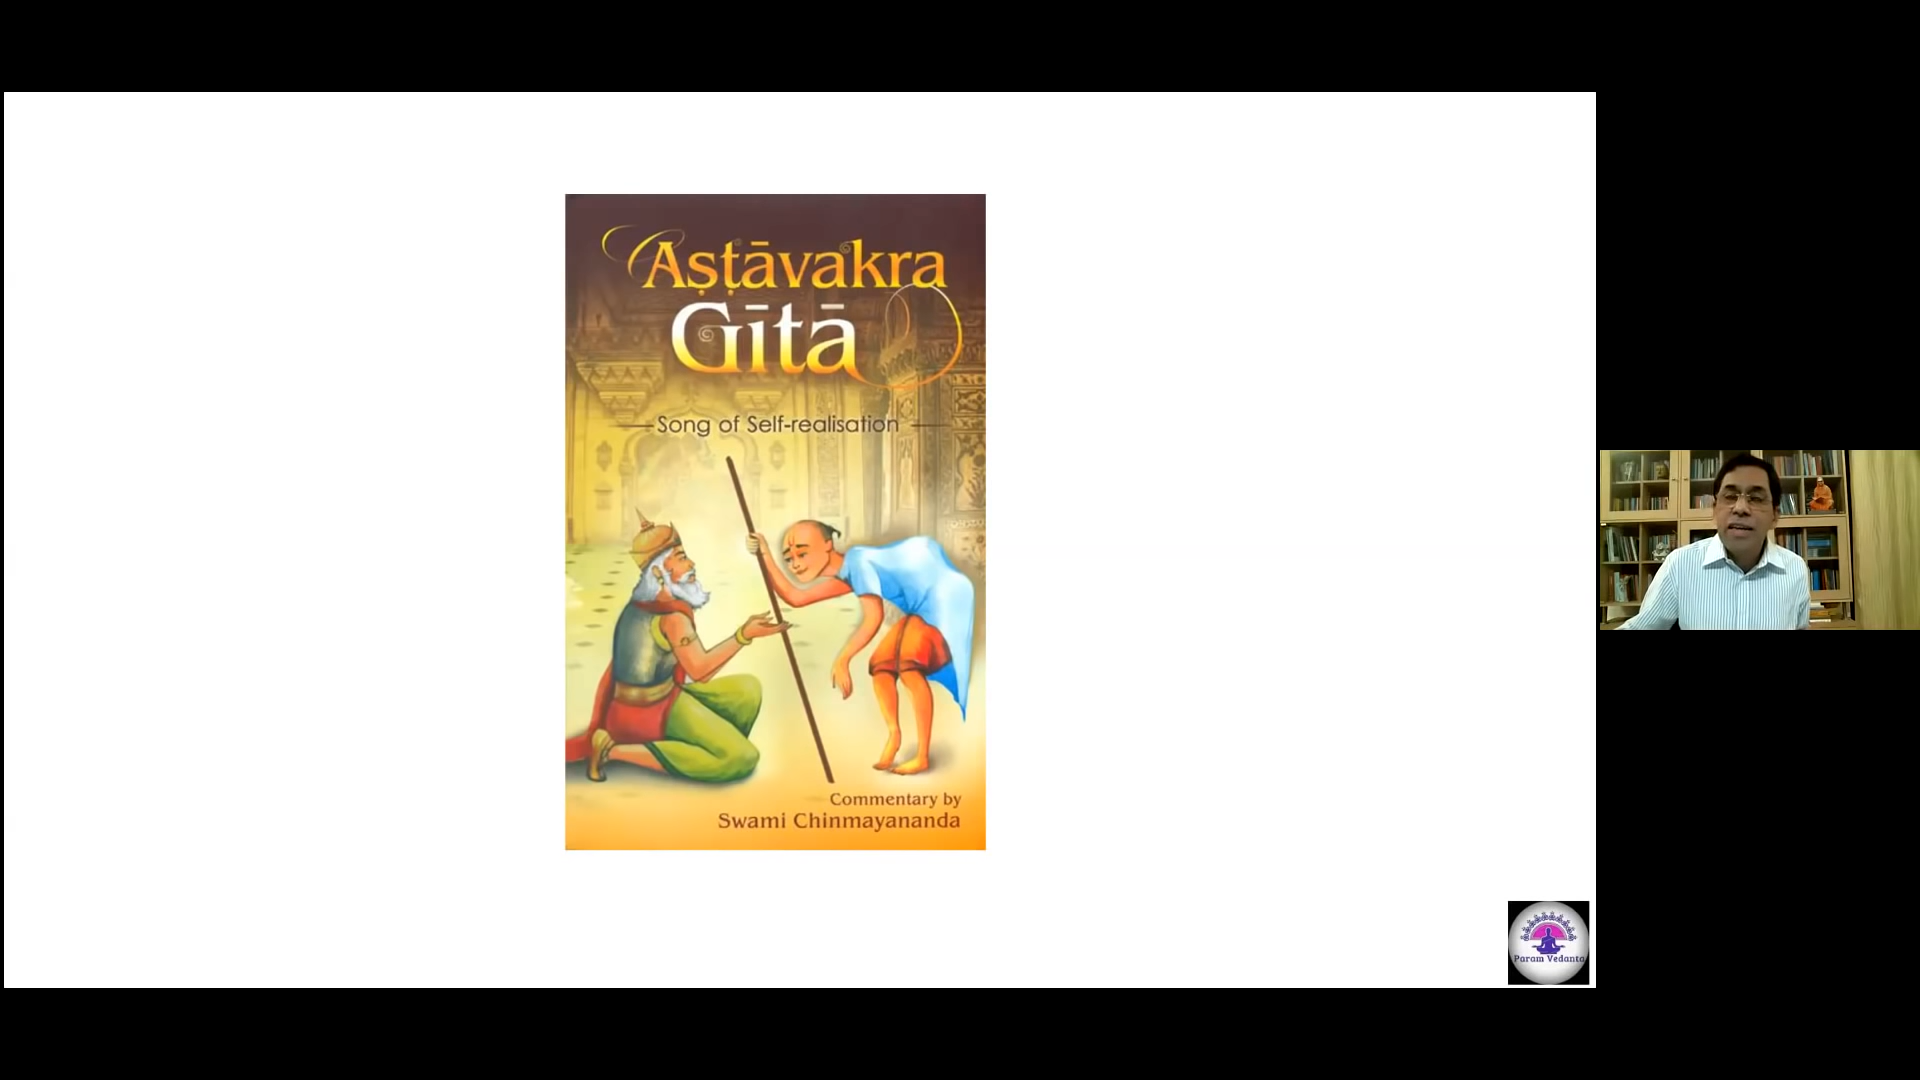 Aṣṭāvakra
Gītā
Song of Self-realisation
Commentary by
Swami Chinmayananda
Param Vedanta